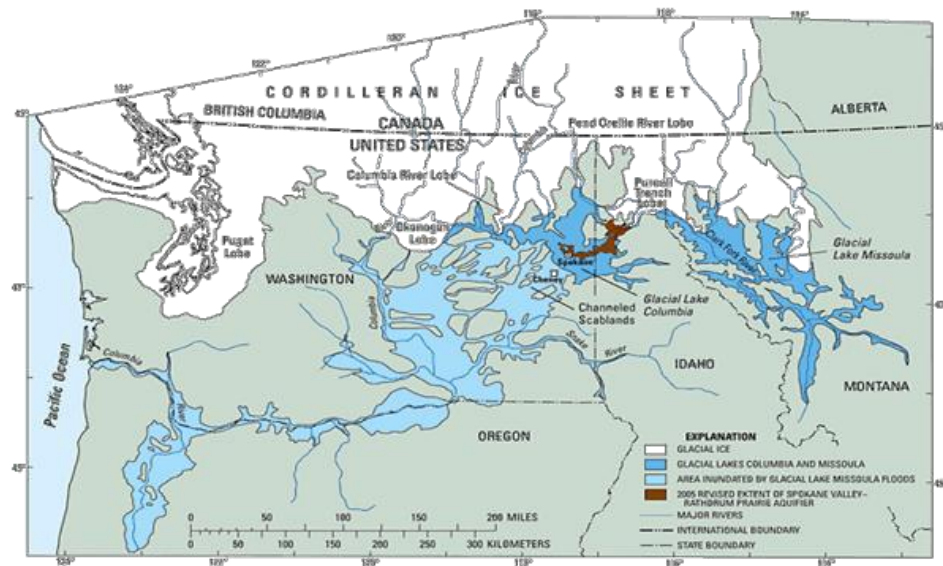 CORDILLERAN ICE SHEET
ALBERTA
BRITISH COLUMBIA
CANADA
UNITED STATES
Pend Oreille River Lobe
Columbia River Lobe
Purcell
Trench
Lobe
Okanogan
Lobe
Puget
Lobe
Clark Fork River
Glacial
Lake Missoula
WASHINGTON
Spokane
Cheney
Glacial Lake
Columbia
Channeled
Scablands
Columbia
Snake
River
IDAHO
MONTANA
Columbia
River
Pacific Ocean
OREGON
EXPLANATION
GLACIAL ICE
GLACIAL LAKES COLUMBIA AND MISSOULA
AREA INUNDATED BY GLACIAL LAKE MISSOULA FLOODS
2005 REVISED EXTENT OF SPOKANE VALLEY–
RATHDRUM PRAIRIE AQUIFER
MAJOR RIVERS
INTERNATIONAL BOUNDARY
STATE BOUNDARY
0 50 100 150 200 MILES
0 50 100 150 200 250 300 KILOMETERS